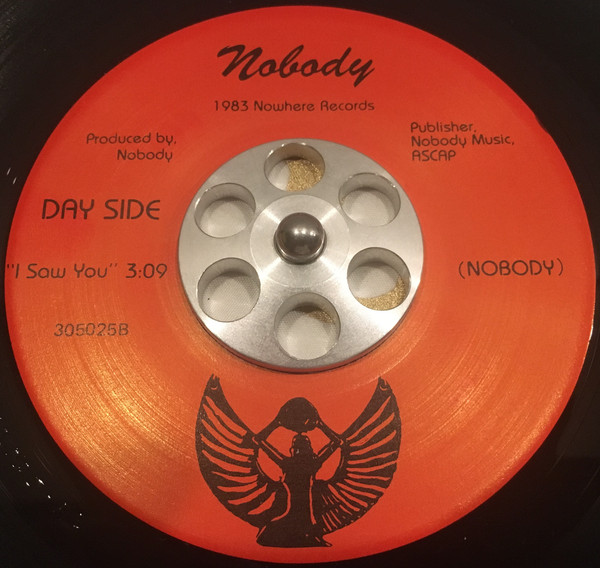 Nobody
1983 Nowhere Records
Produced by,
Nobody
Publisher,
Nobody Music,
ASCAP
DAY SIDE
"I Saw You" 3:09
(NOBODY)
305025B